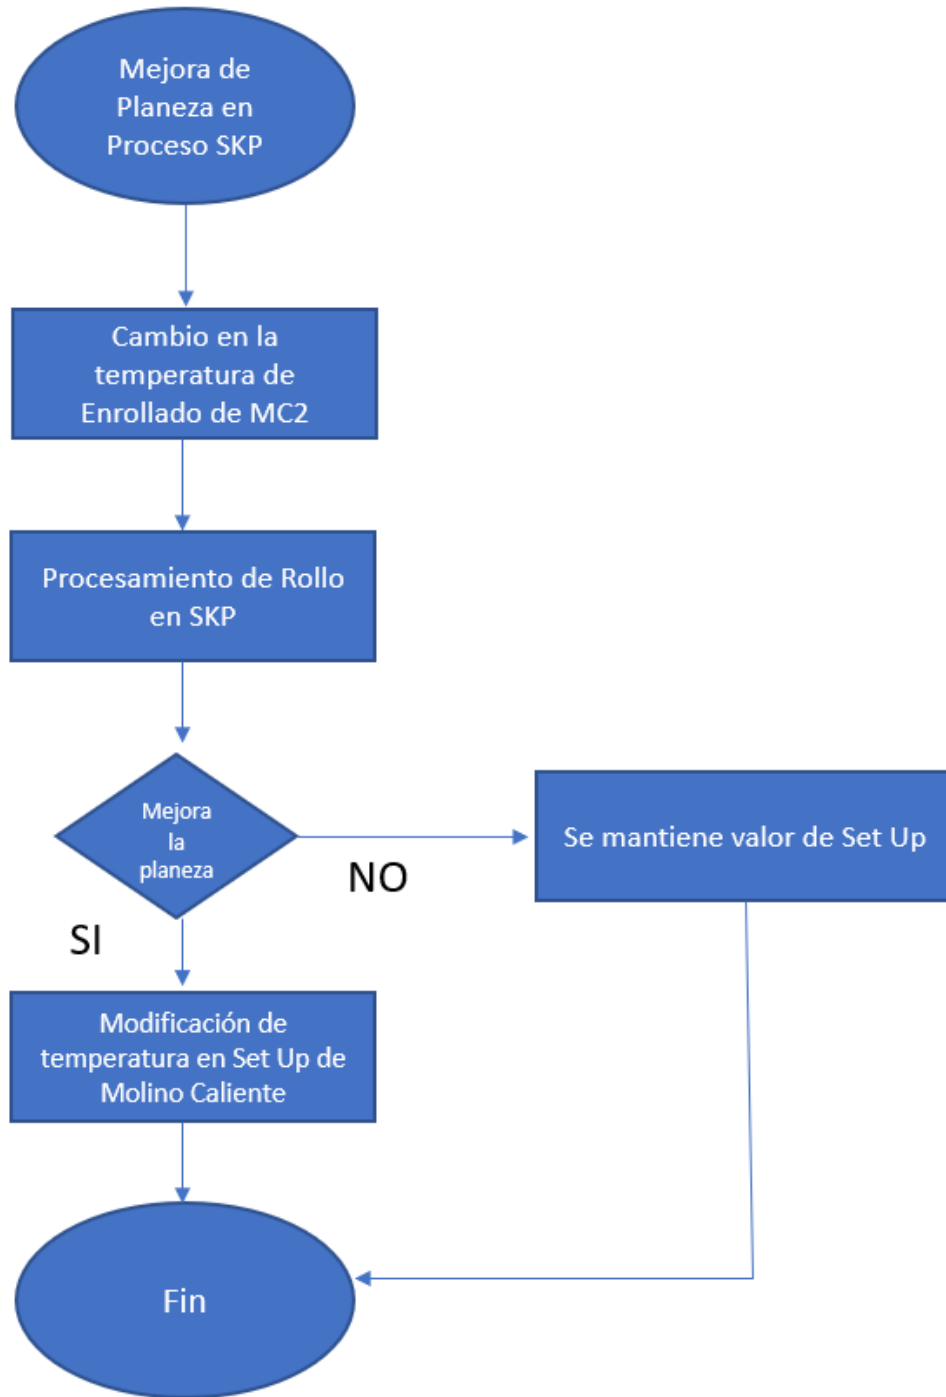 Mejora de
Planeza en
Proceso SKP
Cambio en la
temperatura de
Enrollado de MC2
Procesamiento de Rollo
en SKP
Mejora
la
planeza
NO
Se mantiene valor de Set Up
SI
Modificación de
temperatura en Set Up de
Molino Caliente
Fin